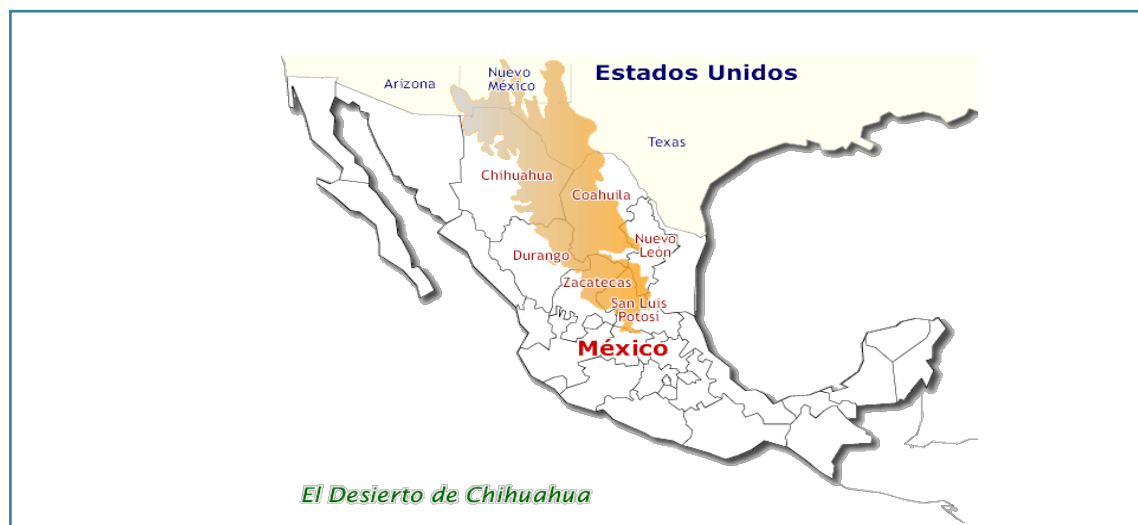 Estados Unidos
Arizona
Nuevo
México
Texas
Chihuahua
Coahuila
Nuevo
León
Durango
Zacatecas
San Luis
Potosí
México
El Desierto de Chihuahua